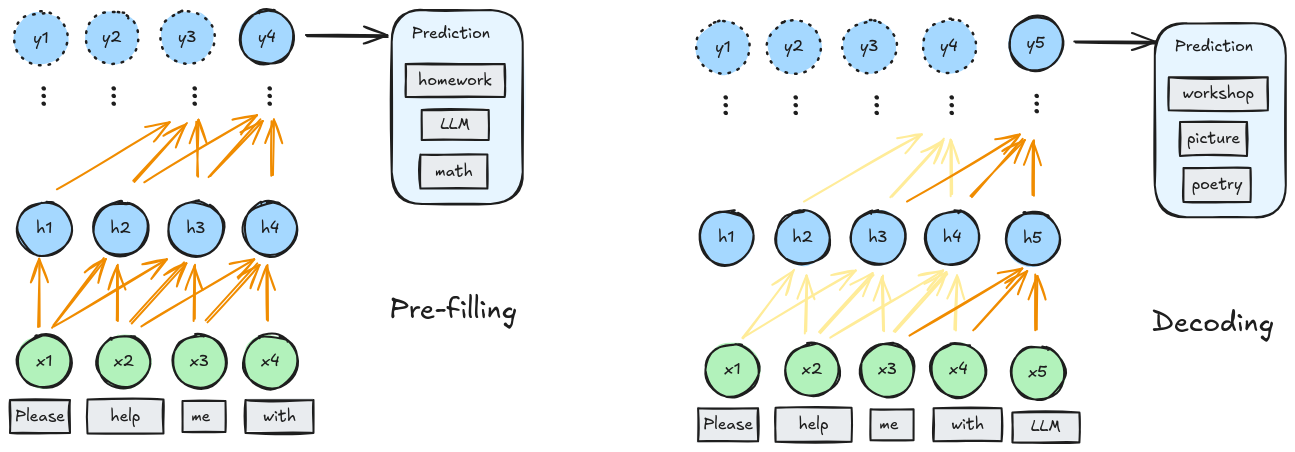 y1 y2 y3 y4
Prediction
homework
LLM
math
h1 h2 h3 h4
Pre-filling
x1 x2 x3 x4
Please help me with
y1 y2 y3 y4 y5
Prediction
workshop
picture
poetry
h1 h2 h3 h4 h5
Decoding
x1 x2 x3 x4 x5
Please help me with LLM